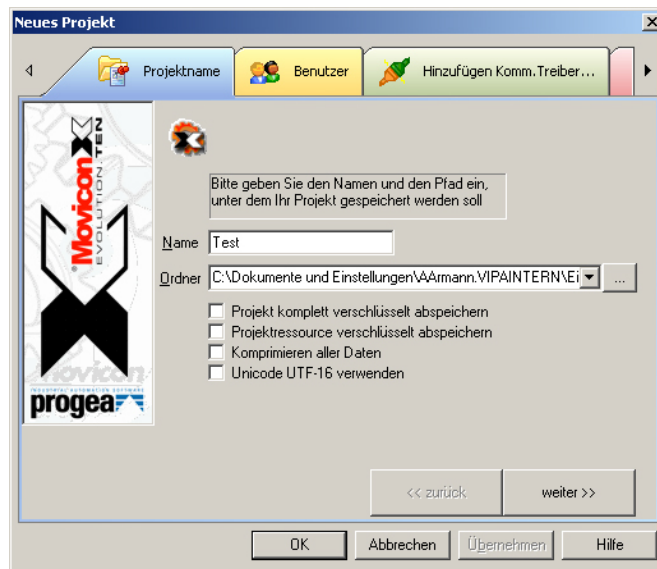 Neues Projekt
Projektname
Benutzer
Hinzufügen Komm.Treiber...
Movicon X
EVOLUTION.TEN
Bitte geben Sie den Namen und den Pfad ein,
unter dem Ihr Projekt gespeichert werden soll
Name Test
Ordner C:\Dokumente und Einstellungen\AArmann.VIPAINTERN\Ei ...
Projekt komplett verschlüsselt abspeichern
Projektressource verschlüsselt abspeichern
Komprimieren aller Daten
Unicode UTF-16 verwenden
movicon
progea
<< zurück weiter >>
OK Abbrechen Übernehmen Hilfe